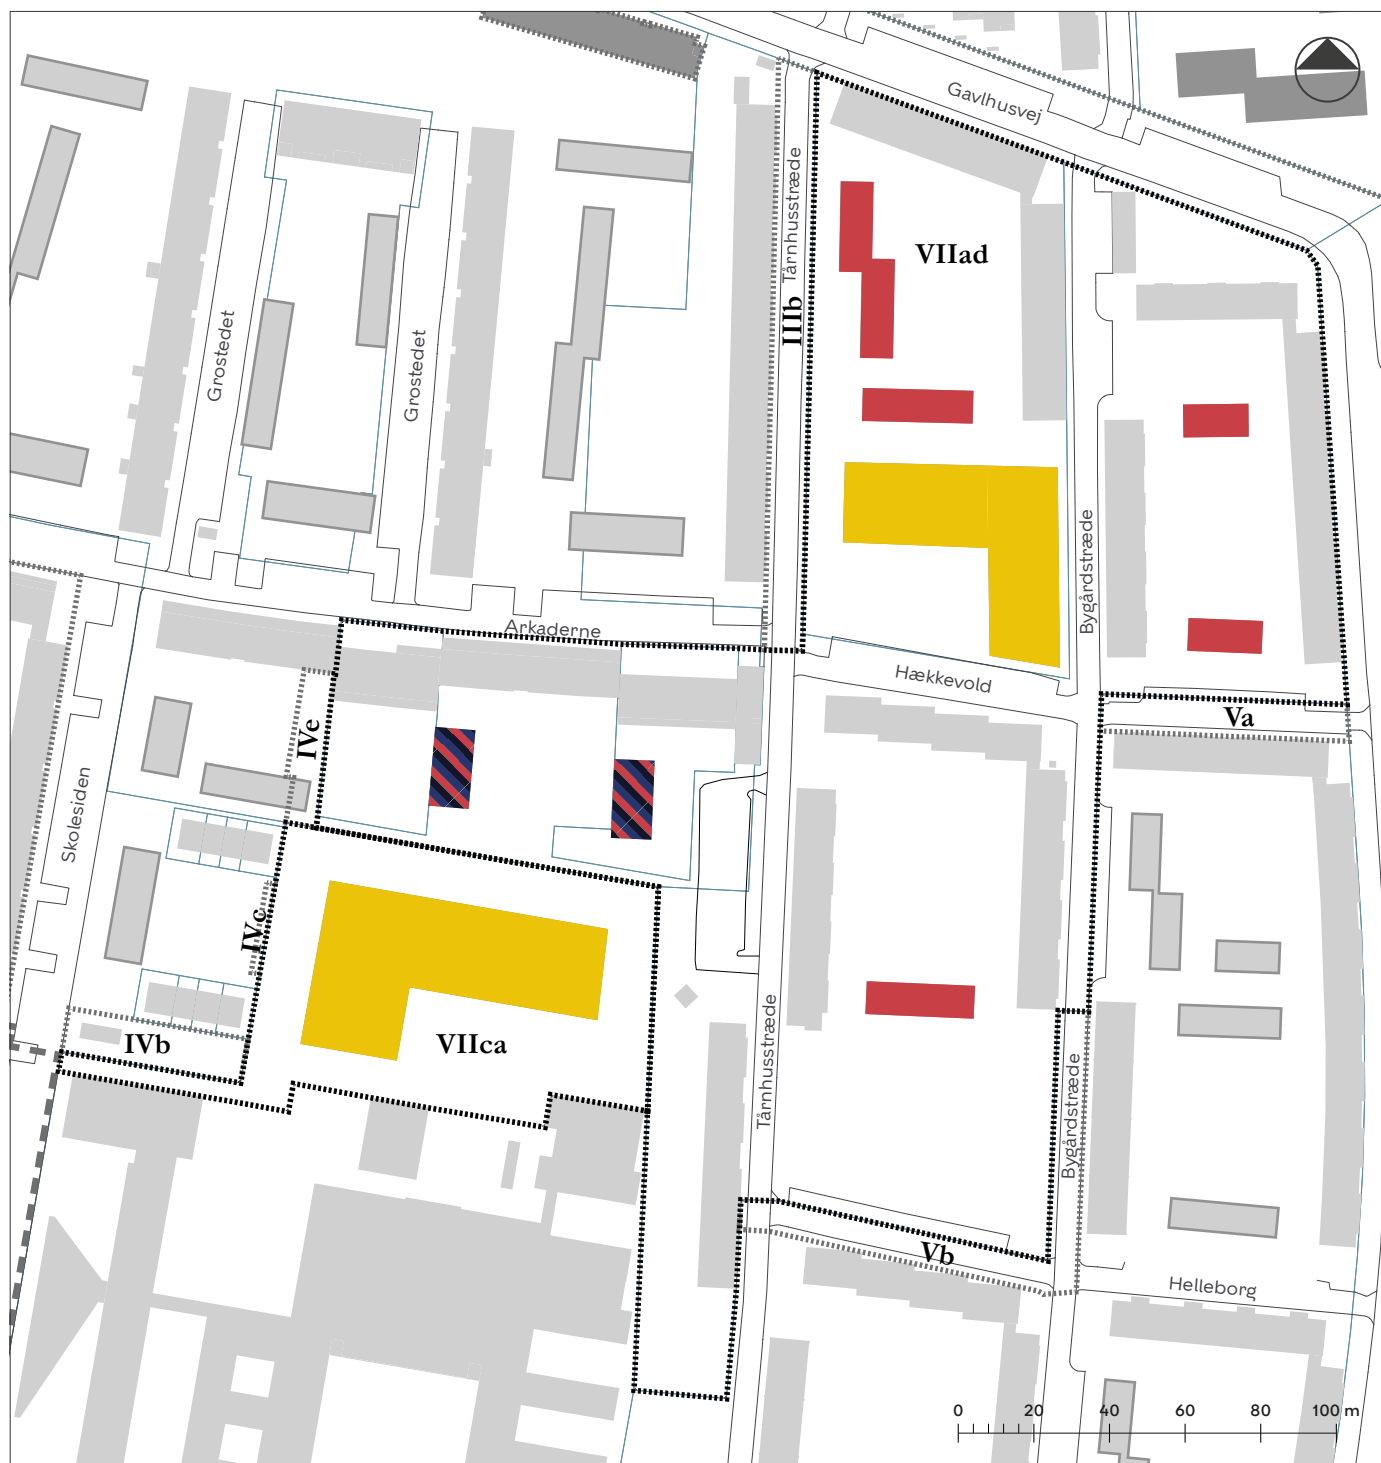 Gavlhusvej
Tårnhusstræde
VIIad
IIIb
Grostedet
Grostedet
Bygårdstræde
Arkaderne
Hækkevold
Va
IVe
Skolesiden
IVc
IVb
VIIca
Tårnhusstræde
Bygårdstræde
Vb
Helleborg
0 20 40 60 80 100 m